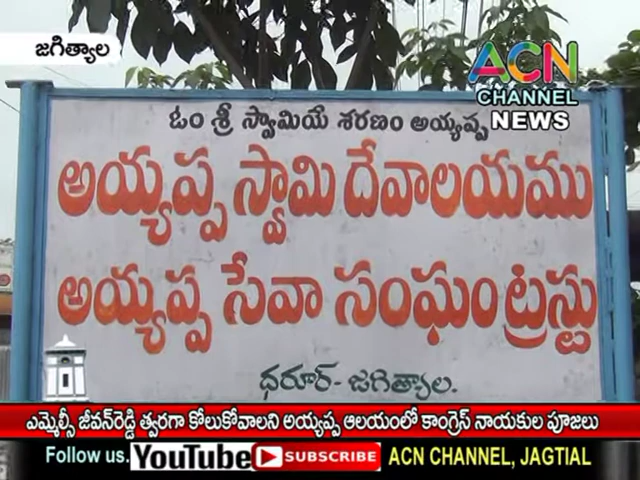 జగిత్యాల
ACN
CHANNEL
NEWS
ఓం శ్రీ స్వామియే శరణం అయ్యప్ప
అయ్యప్ప స్వామి దేవాలయము
అయ్యప్ప సేవా సంఘం ట్రస్టు
ధరూర్ - జగిత్యాల.
ఎమ్మెల్సీ జీవన్‌రెడ్డి త్వరగా కోలుకోవాలని అయ్యప్ప ఆలయంలో కాంగ్రెస్ నాయకుల పూజలు
Follow us. YouTube SUBSCRIBE ACN CHANNEL, JAGTIAL